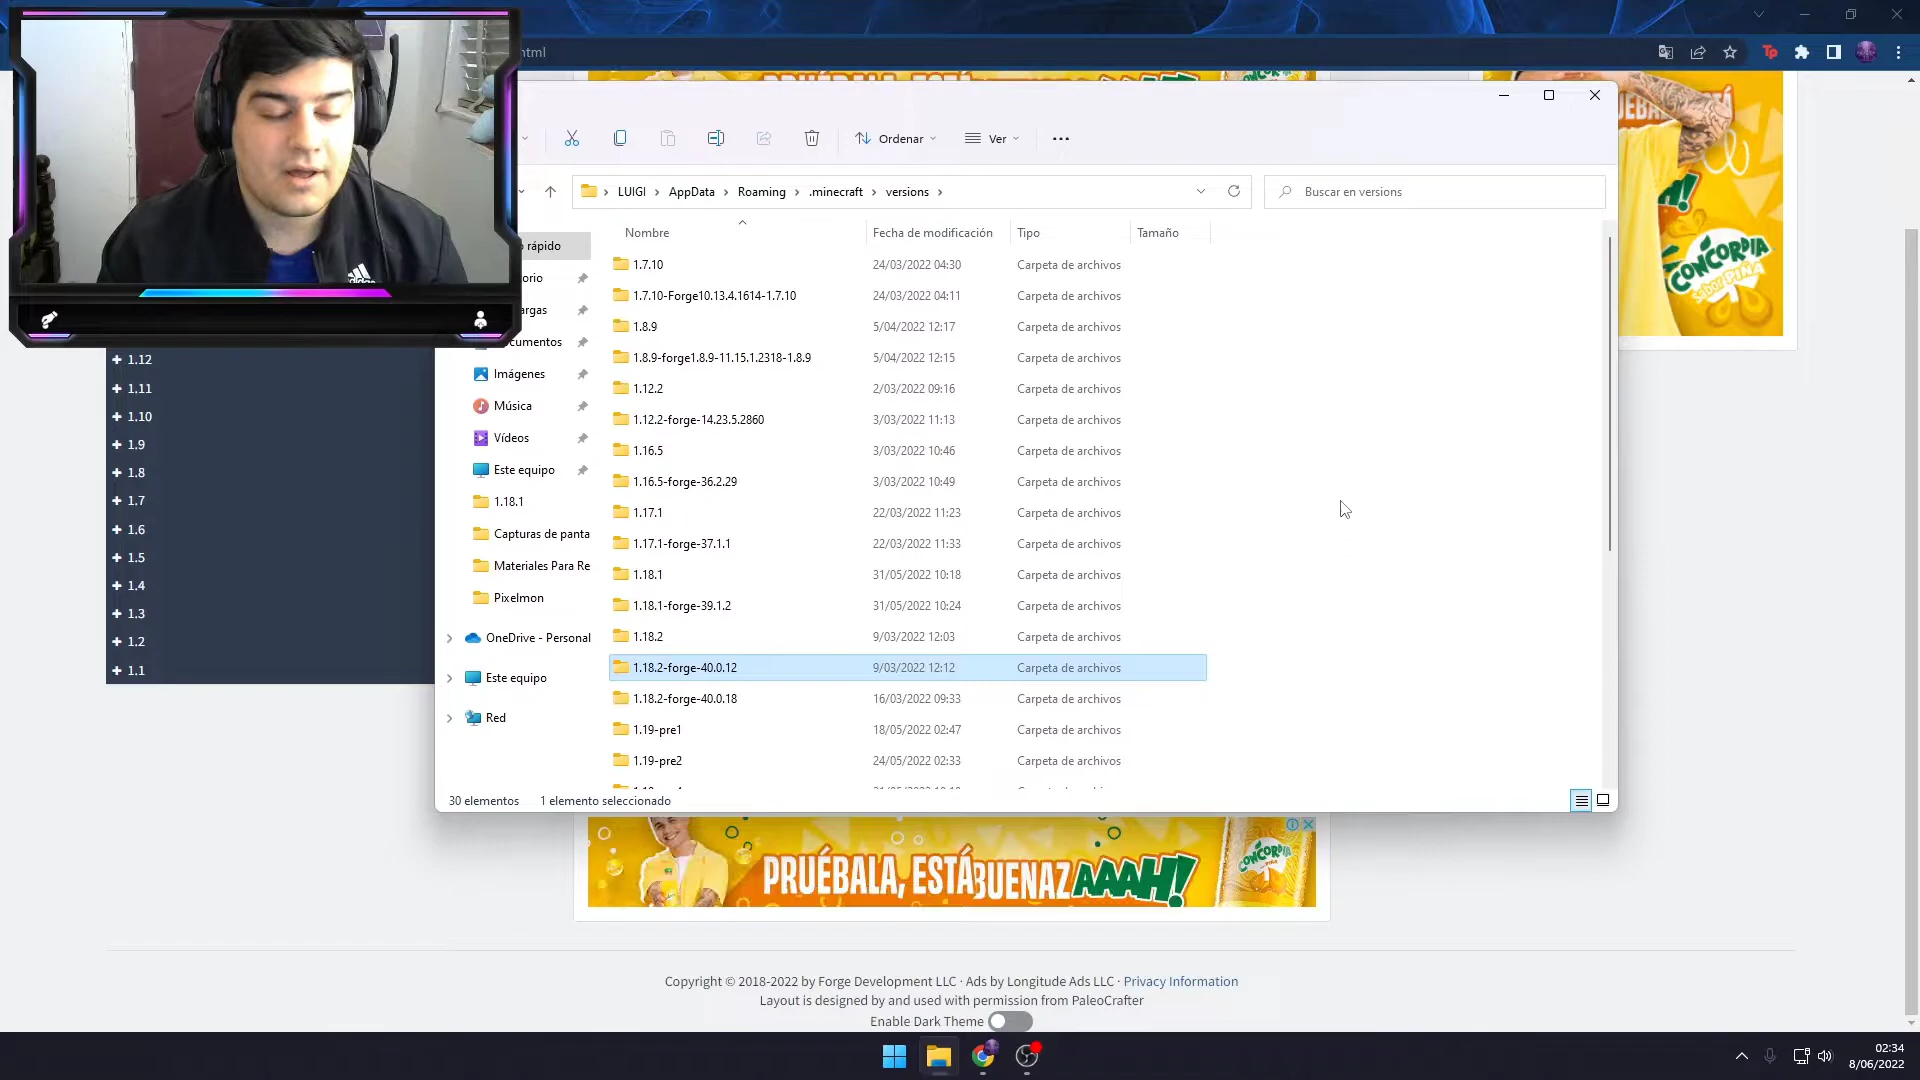 html
PRUÉBALA, ESTÁ
CONCORDIA
Sabor PIÑA
adidas
Ordenar
Ver
LUIGI
AppData
Roaming
.minecraft
versions
Buscar en versions
Nombre
Fecha de modificación
Tipo
Tamaño
rápido
1.7.10 24/03/2022 04:30 Carpeta de archivos
1.7.10-Forge10.13.4.1614-1.7.10 24/03/2022 04:11 Carpeta de archivos
1.8.9 5/04/2022 12:17 Carpeta de archivos
1.8.9-forge1.8.9-11.15.1.2318-1.8.9 5/04/2022 12:15 Carpeta de archivos
1.12.2 2/03/2022 09:16 Carpeta de archivos
1.12.2-forge-14.23.5.2860 3/03/2022 11:13 Carpeta de archivos
1.16.5 3/03/2022 10:46 Carpeta de archivos
1.16.5-forge-36.2.29 3/03/2022 10:49 Carpeta de archivos
1.17.1 22/03/2022 11:23 Carpeta de archivos
1.17.1-forge-37.1.1 22/03/2022 11:33 Carpeta de archivos
1.18.1 31/05/2022 10:18 Carpeta de archivos
1.18.1-forge-39.1.2 31/05/2022 10:24 Carpeta de archivos
1.18.2 9/03/2022 12:03 Carpeta de archivos
1.18.2-forge-40.0.12 9/03/2022 12:12 Carpeta de archivos
1.18.2-forge-40.0.18 16/03/2022 09:33 Carpeta de archivos
1.19-pre1 18/05/2022 02:47 Carpeta de archivos
1.19-pre2 24/05/2022 02:33 Carpeta de archivos
Imágenes
Música
Vídeos
Este equipo
1.18.1
Capturas de panta
Materiales Para Re
Pixelmon
OneDrive - Personal
Este equipo
Red
30 elementos
1 elemento seleccionado
1.12
1.11
1.10
1.9
1.8
1.7
1.6
1.5
1.4
1.3
1.2
1.1
PRUÉBALA, ESTÁ BUENAZ AAAH!
CONCORDIA
Copyright © 2018-2022 by Forge Development LLC · Ads by Longitude Ads LLC · Privacy Information
Layout is designed by and used with permission from PaleoCrafter
Enable Dark Theme
02:34
8/06/2022